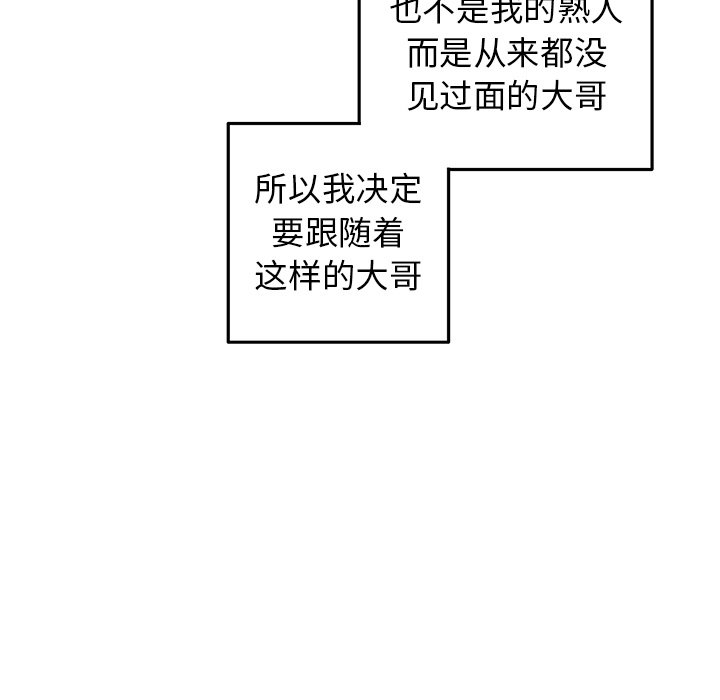 也不是我的熟人
而是从来都没
见过面的大哥
所以我决定
要跟随着
这样的大哥